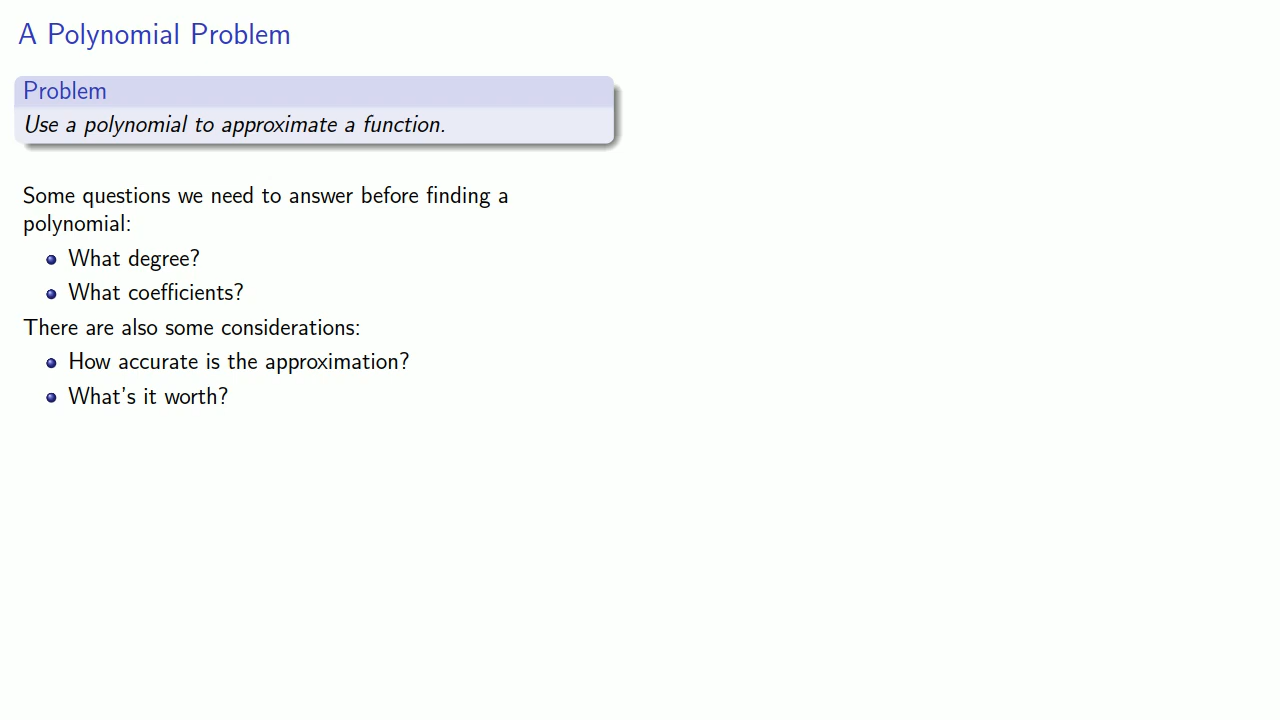 A Polynomial Problem
Problem
Use a polynomial to approximate a function.
Some questions we need to answer before finding a
polynomial:
What degree?
What coefficients?
There are also some considerations:
How accurate is the approximation?
What's it worth?